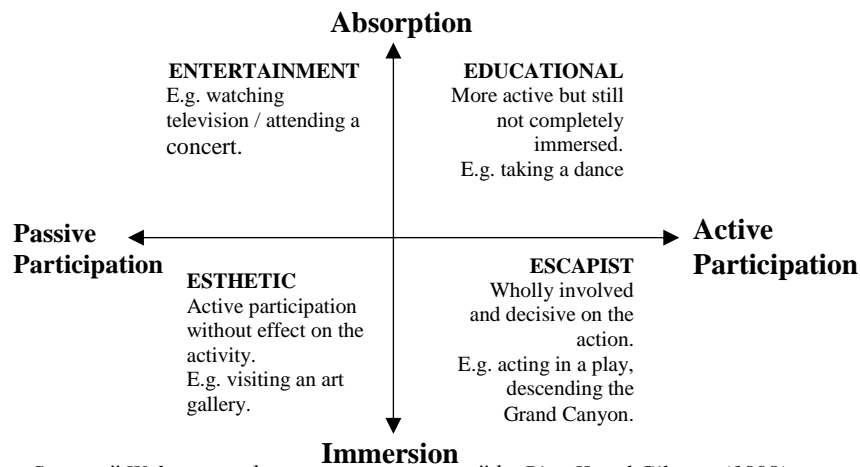 Absorption
ENTERTAINMENT
E.g. watching
television / attending a
concert.
EDUCATIONAL
More active but still
not completely
immersed.
E.g. taking a dance
Passive
Participation
Active
Participation
ESTHETIC
Active participation
without effect on the
activity.
E.g. visiting an art
gallery.
ESCAPIST
Wholly involved
and decisive on the
action.
E.g. acting in a play,
descending the
Grand Canyon.
Immersion